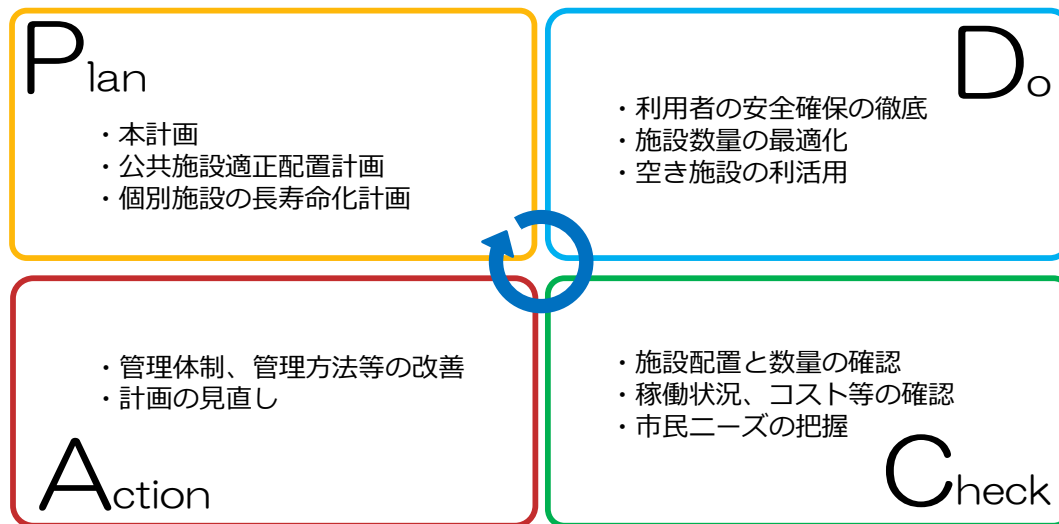 Plan
・本計画
・公共施設適正配置計画
・個別施設の長寿命化計画
Do
・利用者の安全確保の徹底
・施設数量の最適化
・空き施設の利活用
・管理体制、管理方法等の改善
・計画の見直し
Action
・施設配置と数量の確認
・稼働状況、コスト等の確認
・市民ニーズの把握
Check